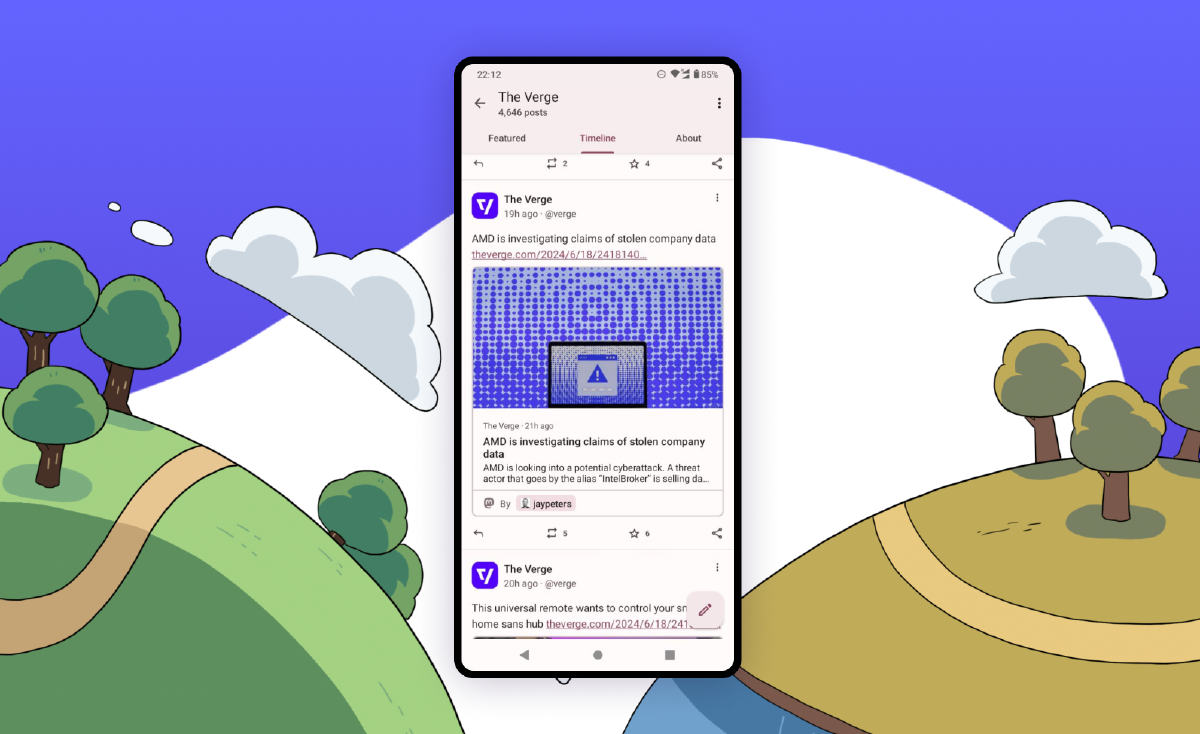 22:12
85%
The Verge
4,646 posts
Featured
Timeline
About
2
4
The Verge
19h ago · @verge
AMD is investigating claims of stolen company data
theverge.com/2024/6/18/2418140…
The Verge · 21h ago
AMD is investigating claims of stolen company
data
AMD is looking into a potential cyberattack. A threat
actor that goes by the alias “IntelBroker” is selling da…
By jaypeters
5
6
The Verge
20h ago · @verge
This universal remote wants to control your
home sans hub theverge.com/2024/6/18/241